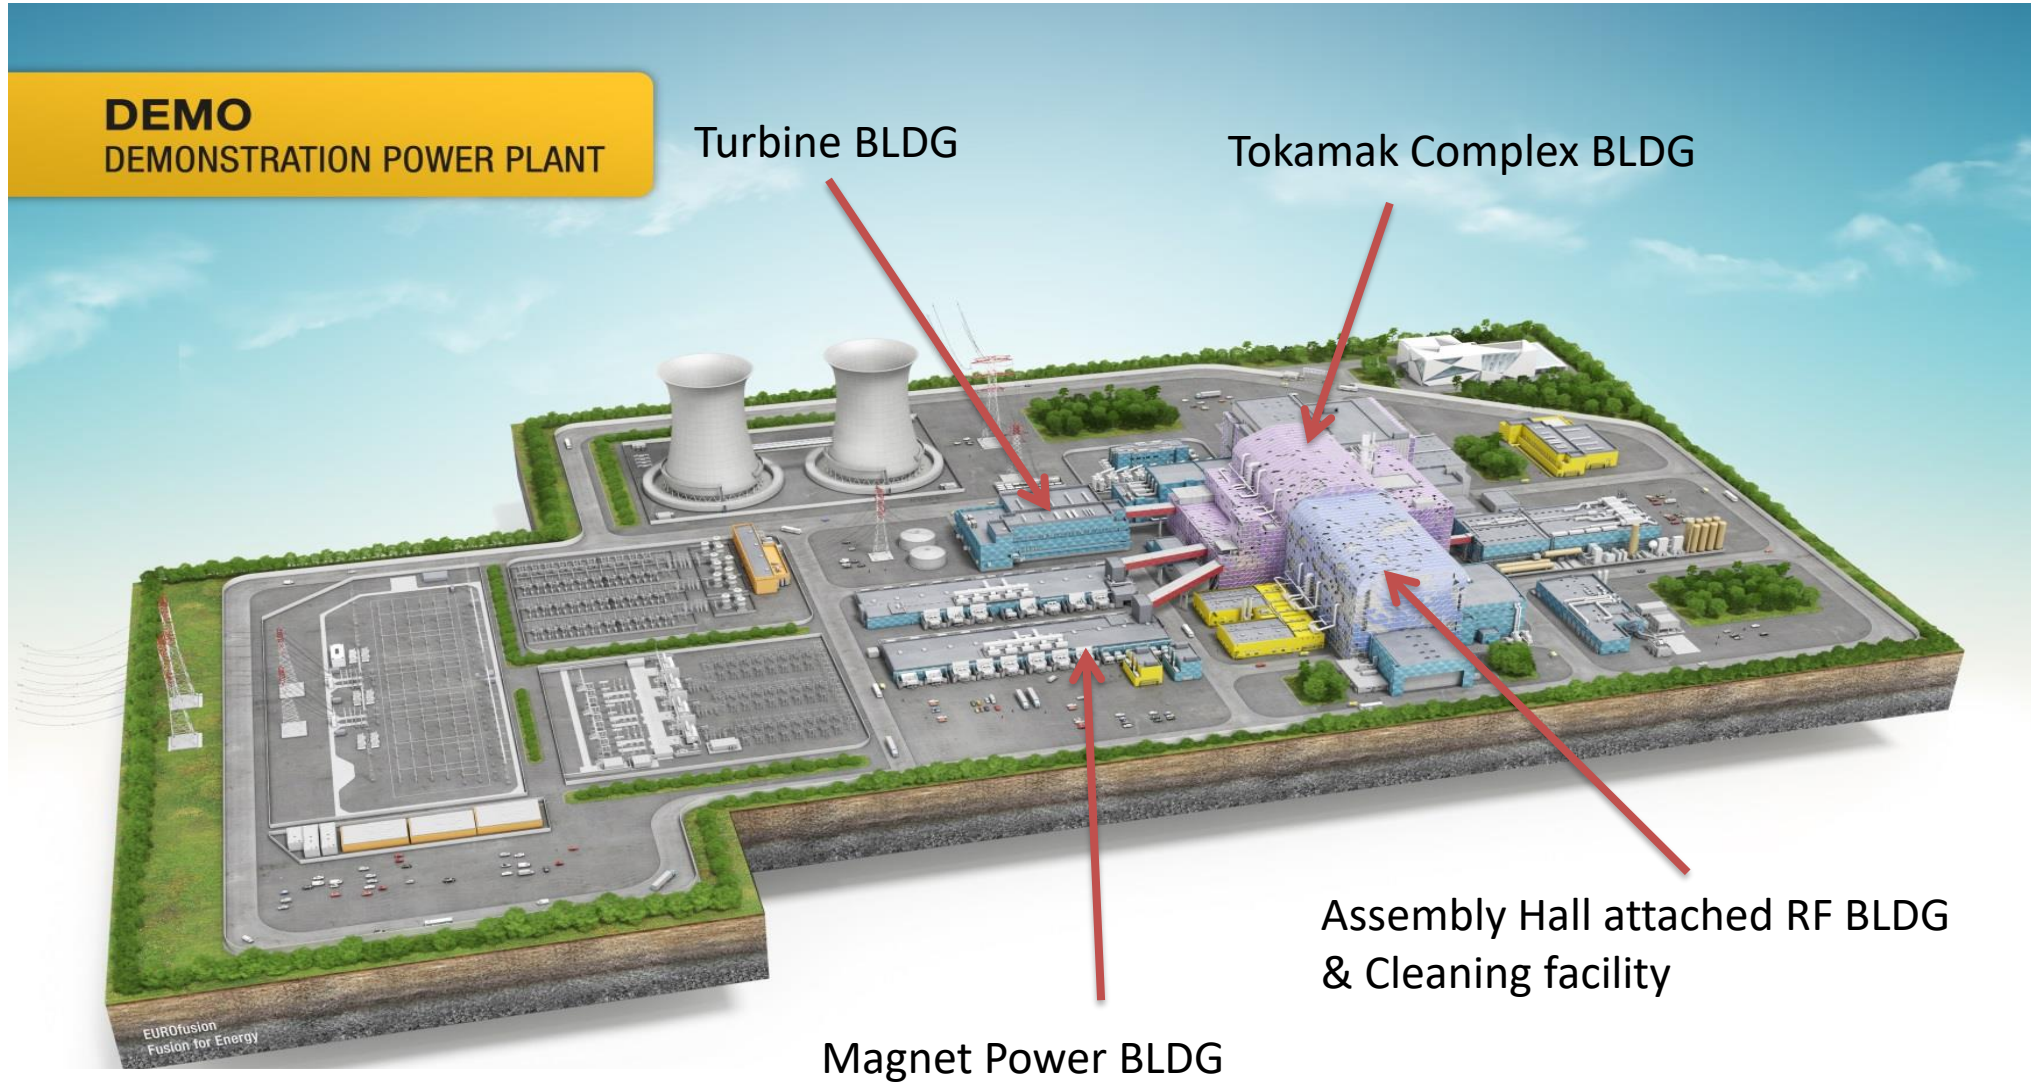 DEMO
DEMONSTRATION POWER PLANT
Turbine BLDG
Tokamak Complex BLDG
Assembly Hall attached RF BLDG
& Cleaning facility
Magnet Power BLDG
EUROfusion
Fusion for Energy